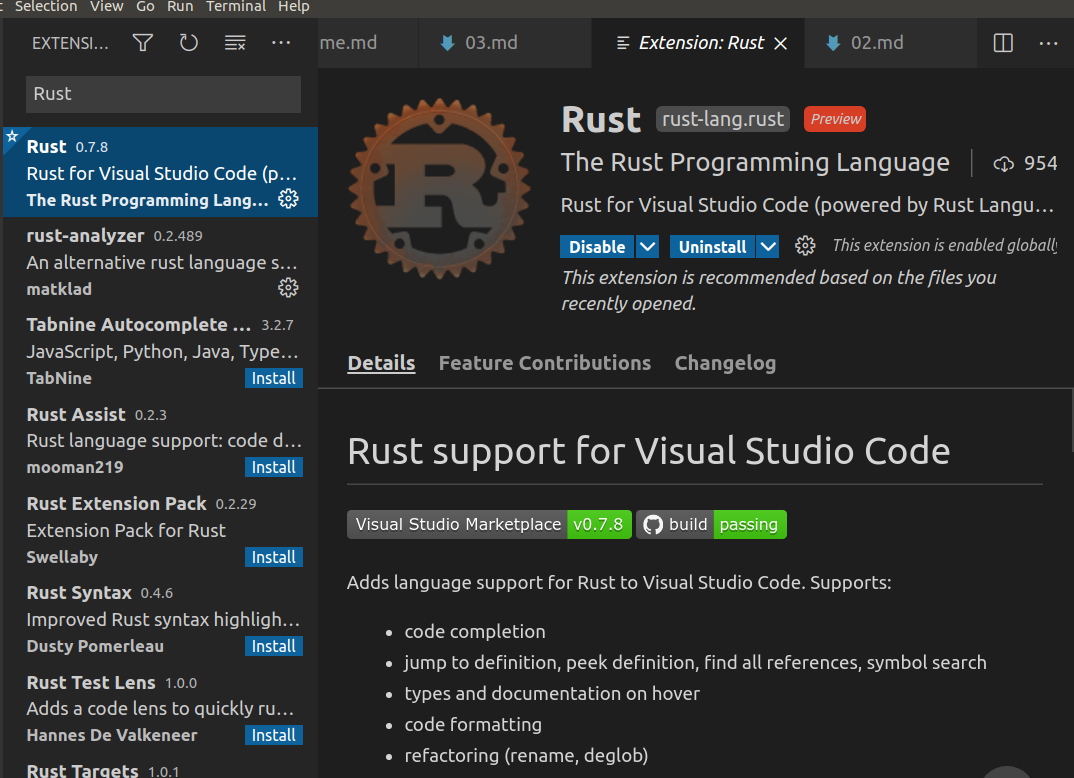 Selection View Go Run Terminal Help
EXTENSI...
me.md
03.md
Extension: Rust
02.md
Rust
Rust 0.7.8
Rust for Visual Studio Code (p...
The Rust Programming Lang...
rust-analyzer 0.2.489
An alternative rust language s...
matklad
Tabnine Autocomplete ... 3.2.7
JavaScript, Python, Java, Type...
TabNine Install
Rust Assist 0.2.3
Rust language support: code d...
mooman219 Install
Rust Extension Pack 0.2.29
Extension Pack for Rust
Swellaby Install
Rust Syntax 0.4.6
Improved Rust syntax highligh...
Dusty Pomerleau Install
Rust Test Lens 1.0.0
Adds a code lens to quickly ru...
Hannes De Valkeneer Install
Rust Targets 1.0.1
R
Rust rust-lang.rust Preview
The Rust Programming Language 954
Rust for Visual Studio Code (powered by Rust Langu...
Disable Uninstall This extension is enabled globally
This extension is recommended based on the files you
recently opened.
Details Feature Contributions Changelog
Rust support for Visual Studio Code
Visual Studio Marketplace v0.7.8 build passing
Adds language support for Rust to Visual Studio Code. Supports:
• code completion
• jump to definition, peek definition, find all references, symbol search
• types and documentation on hover
• code formatting
• refactoring (rename, deglob)